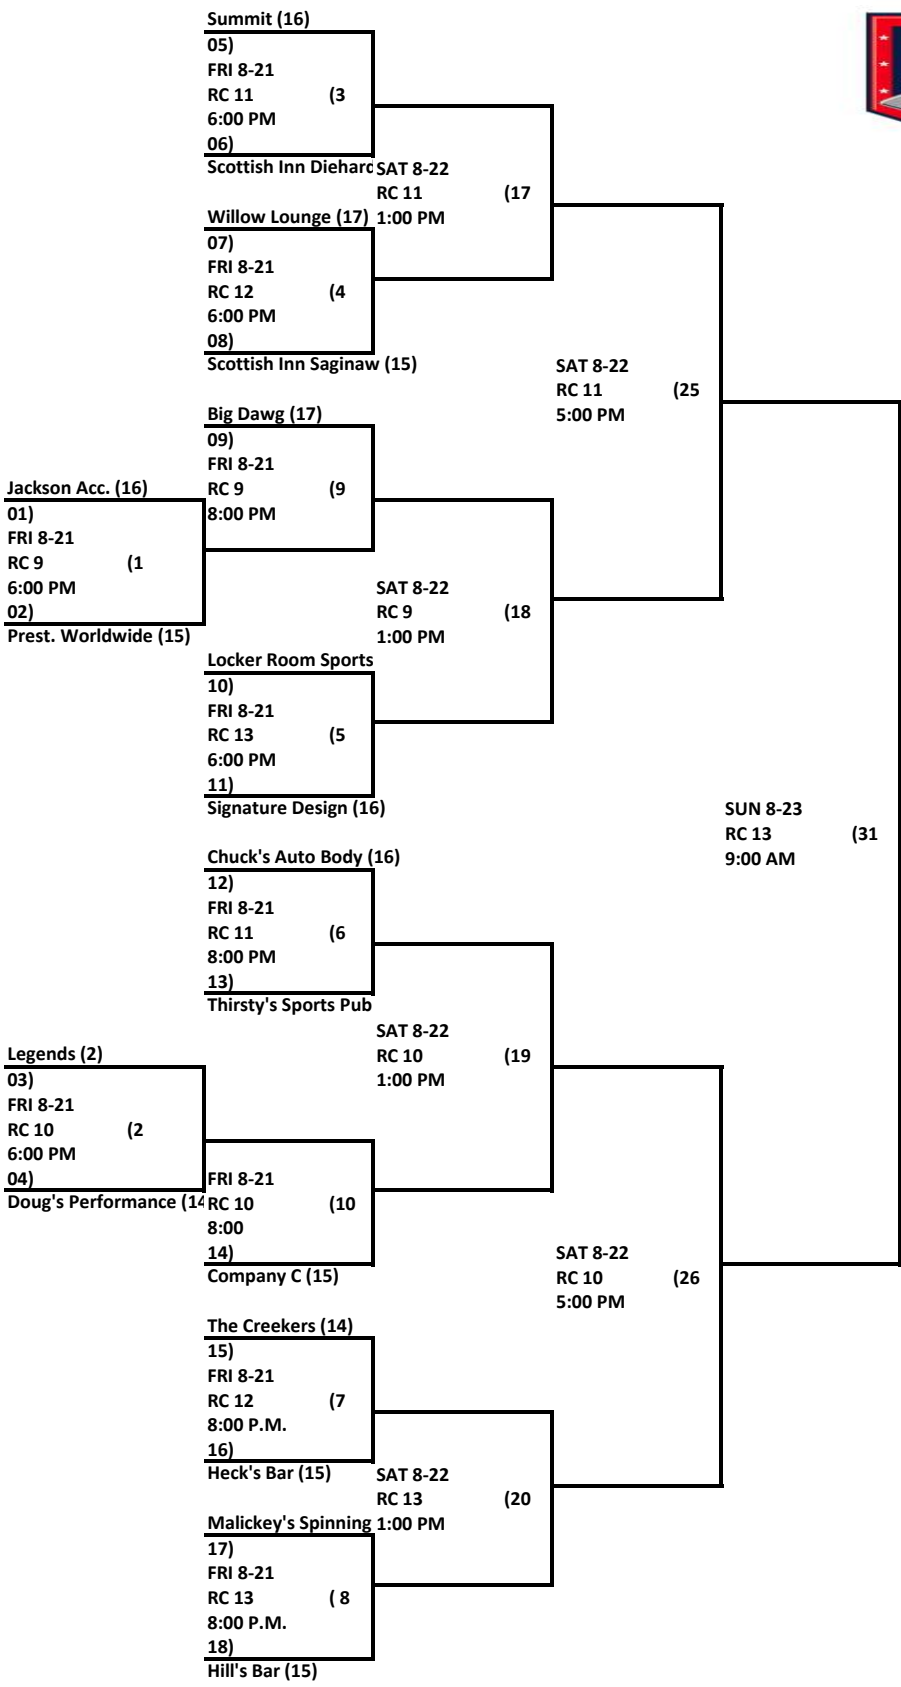 Summit (16)
05)
FRI 8-21
RC 11 (3
6:00 PM
06)
Scottish Inn Diehard
SAT 8-22
RC 11 (17
1:00 PM
Willow Lounge (17)
07)
FRI 8-21
RC 12 (4
6:00 PM
08)
Scottish Inn Saginaw (15)
SAT 8-22
RC 11 (25
5:00 PM
Big Dawg (17)
09)
FRI 8-21
RC 9 (9
8:00 PM
Jackson Acc. (16)
01)
FRI 8-21
RC 9 (1
6:00 PM
02)
Prest. Worldwide (15)
SAT 8-22
RC 9 (18
1:00 PM
Locker Room Sports
10)
FRI 8-21
RC 13 (5
6:00 PM
11)
Signature Design (16)
SUN 8-23
RC 13 (31
9:00 AM
Chuck's Auto Body (16)
12)
FRI 8-21
RC 11 (6
8:00 PM
13)
Thirsty's Sports Pub
SAT 8-22
RC 10 (19
1:00 PM
Legends (2)
03)
FRI 8-21
RC 10 (2
6:00 PM
04)
Doug's Performance (14
FRI 8-21
RC 10 (10
8:00
14)
Company C (15)
SAT 8-22
RC 10 (26
5:00 PM
The Creekers (14)
15)
FRI 8-21
RC 12 (7
8:00 P.M.
16)
Heck's Bar (15)
SAT 8-22
RC 13 (20
1:00 PM
Malickey's Spinning
17)
FRI 8-21
RC 13 ( 8
8:00 P.M.
18)
Hill's Bar (15)